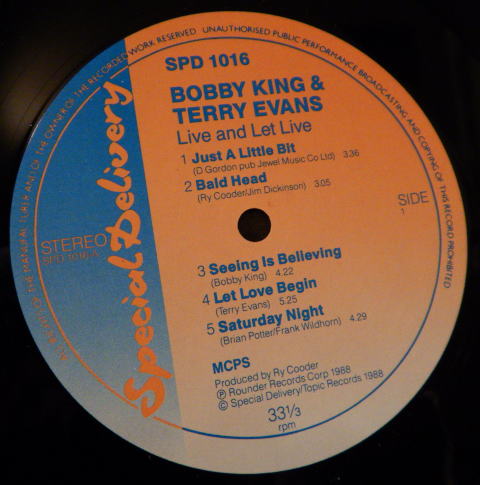 ALL RIGHTS OF THE MANUFACTURER AND OF THE OWNER OF THE RECORDED WORK RESERVED UNAUTHORISED PUBLIC PERFORMANCE BROADCASTING AND COPYING OF THIS RECORD PROHIBITED
Special Delivery
SPD 1016
BOBBY KING &
TERRY EVANS
Live and Let Live
1 Just A Little Bit
(D Gordon pub Jewel Music Co Ltd) 3.36
2 Bald Head
(Ry Cooder/Jim Dickinson) 3.05
STEREO
SPD 1016 A
SIDE
1
3 Seeing Is Believing
(Bobby King) 4.22
4 Let Love Begin
(Terry Evans) 5.25
5 Saturday Night
(Brian Potter/Frank Wildhorn) 4.29
MCPS
Produced by Ry Cooder
℗ Rounder Records Corp 1988
© Special Delivery/Topic Records 1988
33⅓
rpm